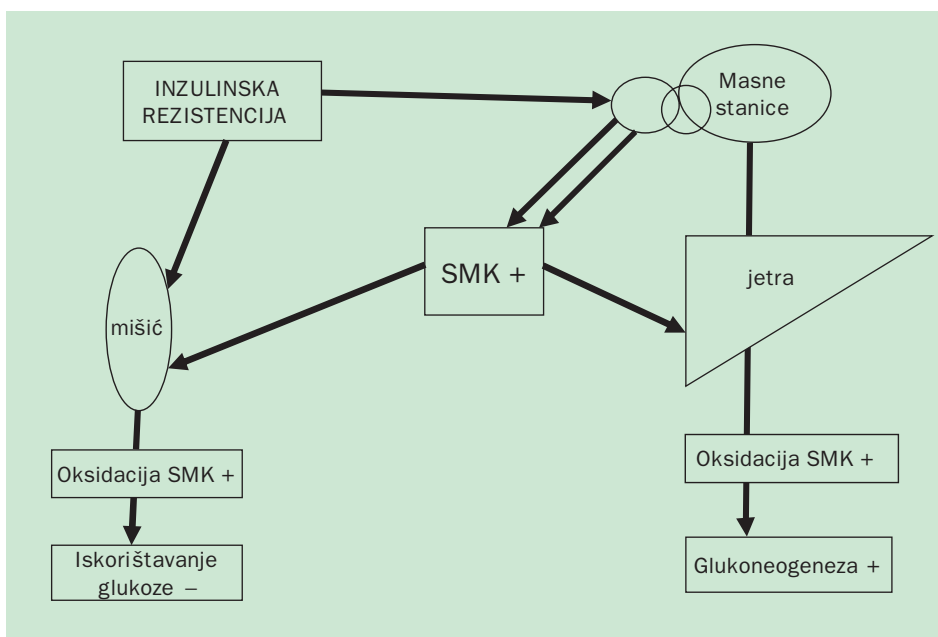 INZULINSKA
REZISTENCIJA
Masne
stanice
SMK +
jetra
mišić
Oksidacija SMK +
Oksidacija SMK +
Iskorištavanje
glukoze –
Glukoneogeneza +